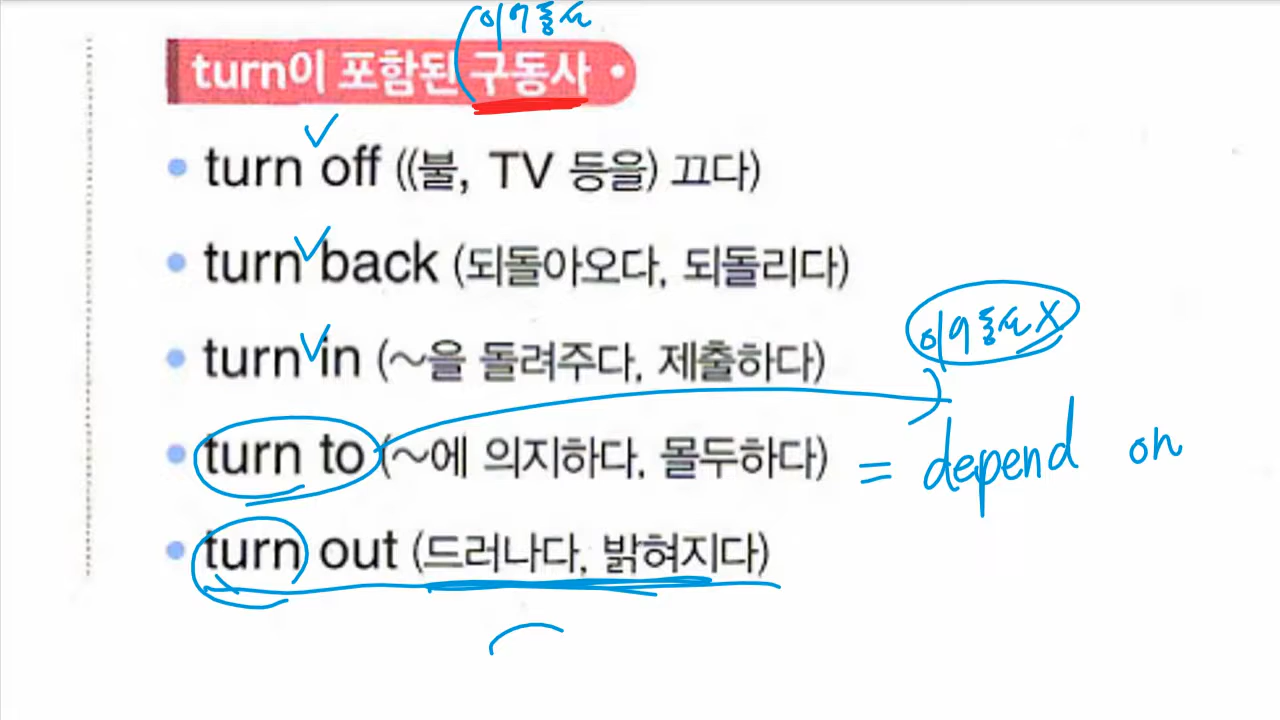 이어동사
turn이 포함된 구동사
turn off ((불, TV 등을) 끄다)
turn back (되돌아오다, 되돌리다)
turn in (~을 돌려주다, 제출하다)
이어동사 X
turn to (~에 의지하다, 몰두하다) = depend on
turn out (드러나다, 밝혀지다)